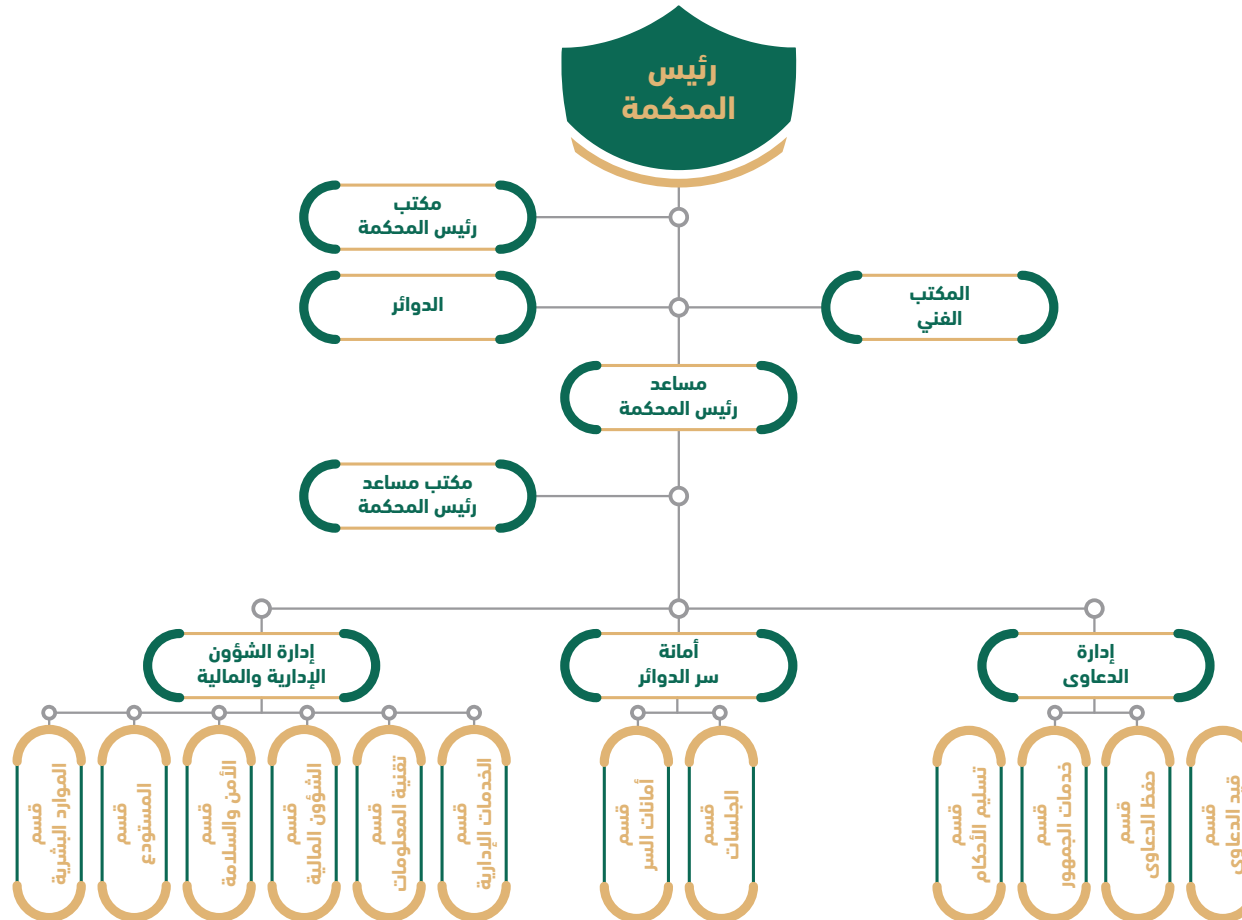 رئيس
المحكمة
مكتب
رئيس المحكمة
المكتب
الفني
الدوائر
مساعد
رئيس المحكمة
مكتب مساعد
رئيس المحكمة
إدارة
الدعاوى
أمانة
سر الدوائر
إدارة الشؤون
الإدارية والمالية
قسم
قيد الدعاوى
قسم
حفظ الدعاوى
قسم
خدمات الجمهور
قسم
تسليم الأحكام
قسم
الجلسات
قسم
أمانات السر
قسم
الخدمات الإدارية
قسم
تقنية المعلومات
قسم
الشؤون المالية
قسم
الأمن والسلامة
قسم
المستودع
قسم
الموارد البشرية